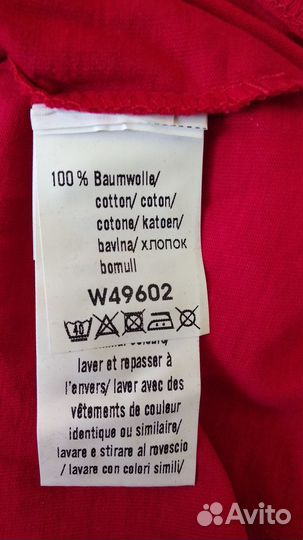 100% Baumwolle/
cotton/ coton/
cotone/ katoen/
bavlna/ хлопок
bomull
W49602
40
laver et repasser à
l'envers/ laver avec des
vêtements de couleur
identique ou similaire/
lavare e stirare al rovescio
/ lavare con colori simili/
Avito